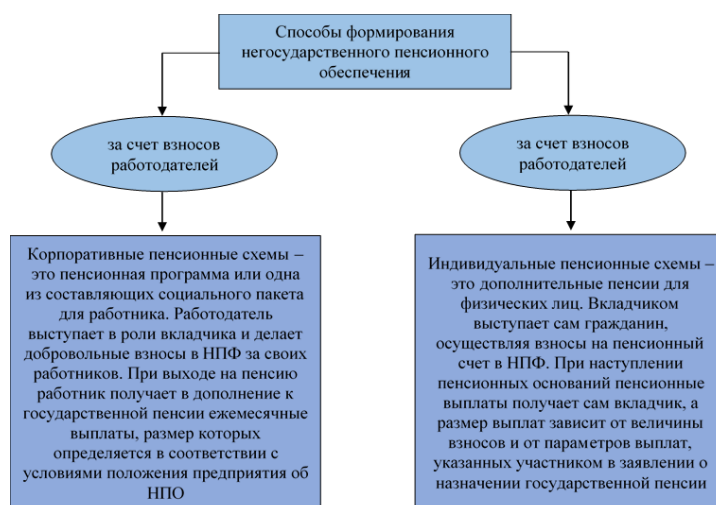 Способы формирования
негосударственного пенсионного
обеспечения
за счет взносов
работодателей
за счет взносов
работодателей
Корпоративные пенсионные схемы –
это пенсионная программа или одна
из составляющих социального пакета
для работника. Работодатель
выступает в роли вкладчика и делает
добровольные взносы в НПФ за своих
работников. При выходе на пенсию
работник получает в дополнение к
государственной пенсии ежемесячные
выплаты, размер которых
определяется в соответствии с
условиями положения предприятия об
НПО
Индивидуальные пенсионные схемы –
это дополнительные пенсии для
физических лиц. Вкладчиком
выступает сам гражданин,
осуществляя взносы на пенсионный
счет в НПФ. При наступлении
пенсионных оснований пенсионные
выплаты получает сам вкладчик, а
размер выплат зависит от величины
взносов и от параметров выплат,
указанных участником в заявлении о
назначении государственной пенсии